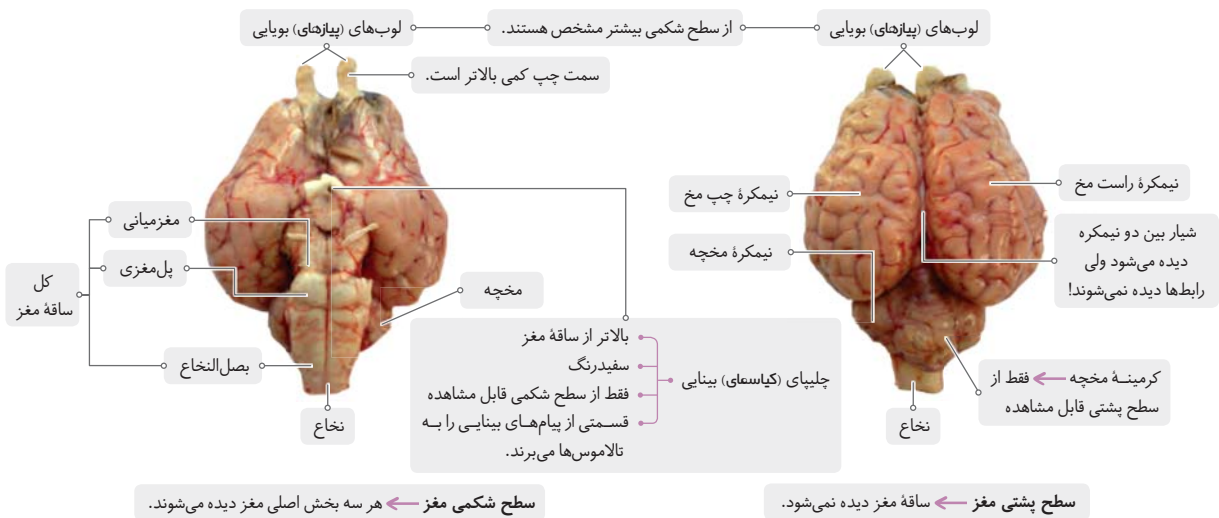 لوب‌های (پیازهای) بویایی
از سطح شکمی بیشتر مشخص هستند.
لوب‌های (پیازهای) بویایی
سمت چپ کمی بالاتر است.
نیمکرهٔ راست مخ
نیمکرهٔ چپ مخ
شیار بین دو نیمکره
دیده می‌شود ولی
رابط‌ها دیده نمی‌شوند!
نیمکرهٔ مخچه
کرمینـهٔ مخچه ← فقط از
سطح پشتی قابل مشاهده
نخاع
مغزمیانی
پل‌مغزی
کل
ساقهٔ مغز
بصل‌النخاع
مخچه
نخاع
چلیپای (کیاسمای) بینایی
بالاتر از ساقهٔ مغز
سفیدرنگ
فقط از سطح شکمی قابل مشاهده
قسـمتی از پیام‌هـای بینایـی را بـه
تالاموس‌ها می‌برند.
سطح پشتی مغز ← ساقهٔ مغز دیده نمی‌شود.
سطح شکمی مغز ← هر سه بخش اصلی مغز دیده می‌شوند.